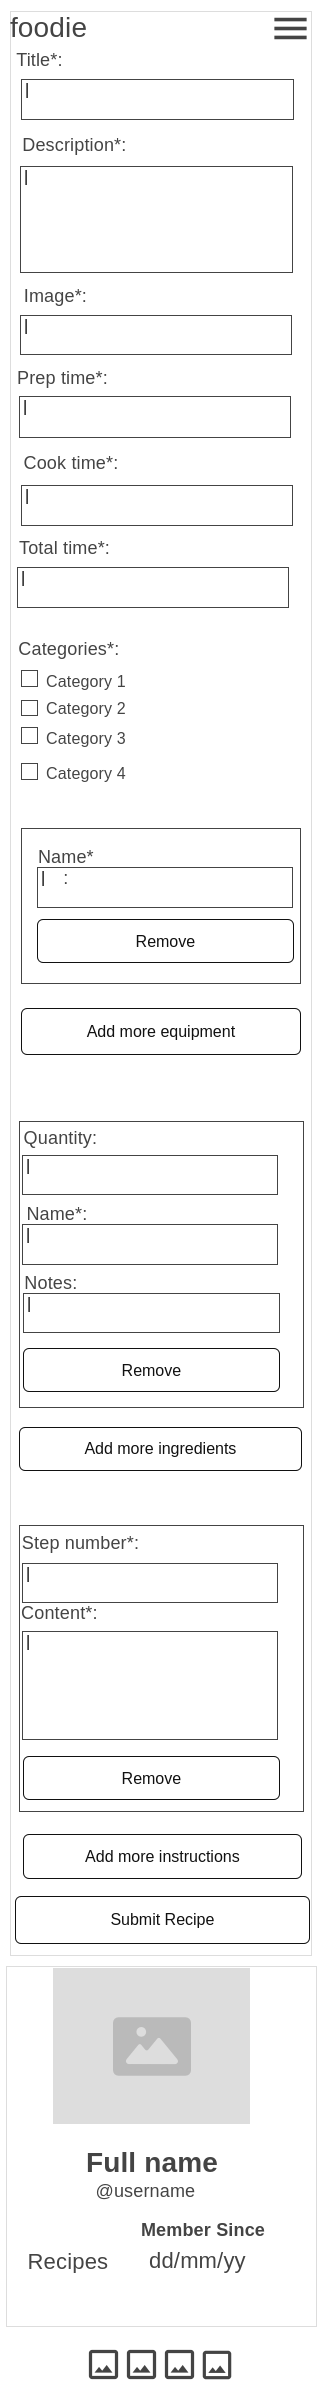 foodie
Title*:
Description*:
Image*:
Prep time*:
Cook time*:
Total time*:
Categories*:
Category 1
Category 2
Category 3
Category 4
Name*
:
Remove
Add more equipment
Quantity:
Name*:
Notes:
Remove
Add more ingredients
Step number*:
Content*:
Remove
Add more instructions
Submit Recipe
Full name
@username
Member Since
Recipes dd/mm/yy